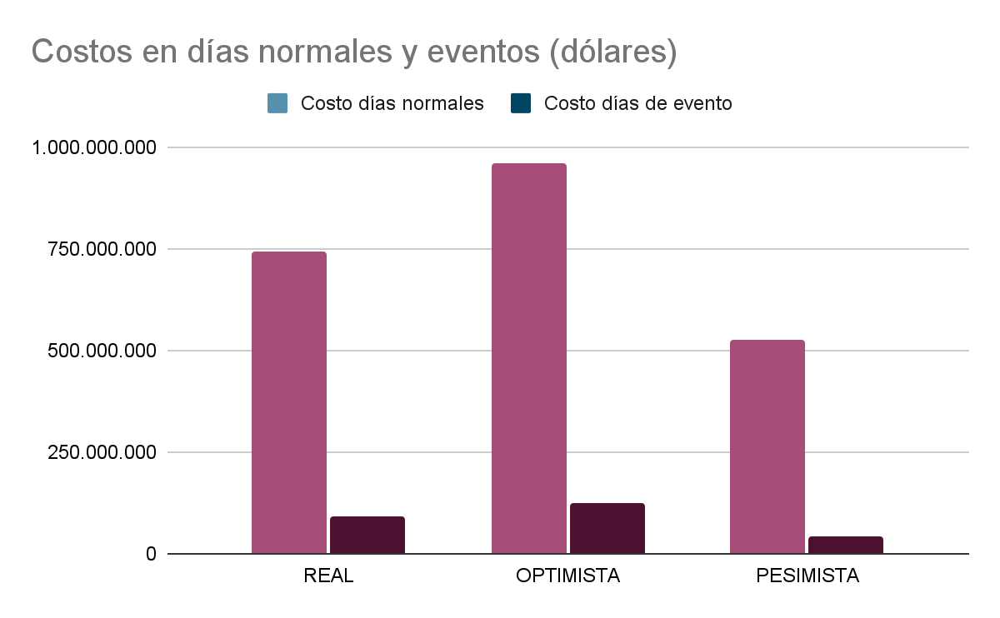 Costos en días normales y eventos (dólares)
Costo días normales Costo días de evento
1.000.000.000
750.000.000
500.000.000
250.000.000
0
REAL OPTIMISTA PESIMISTA